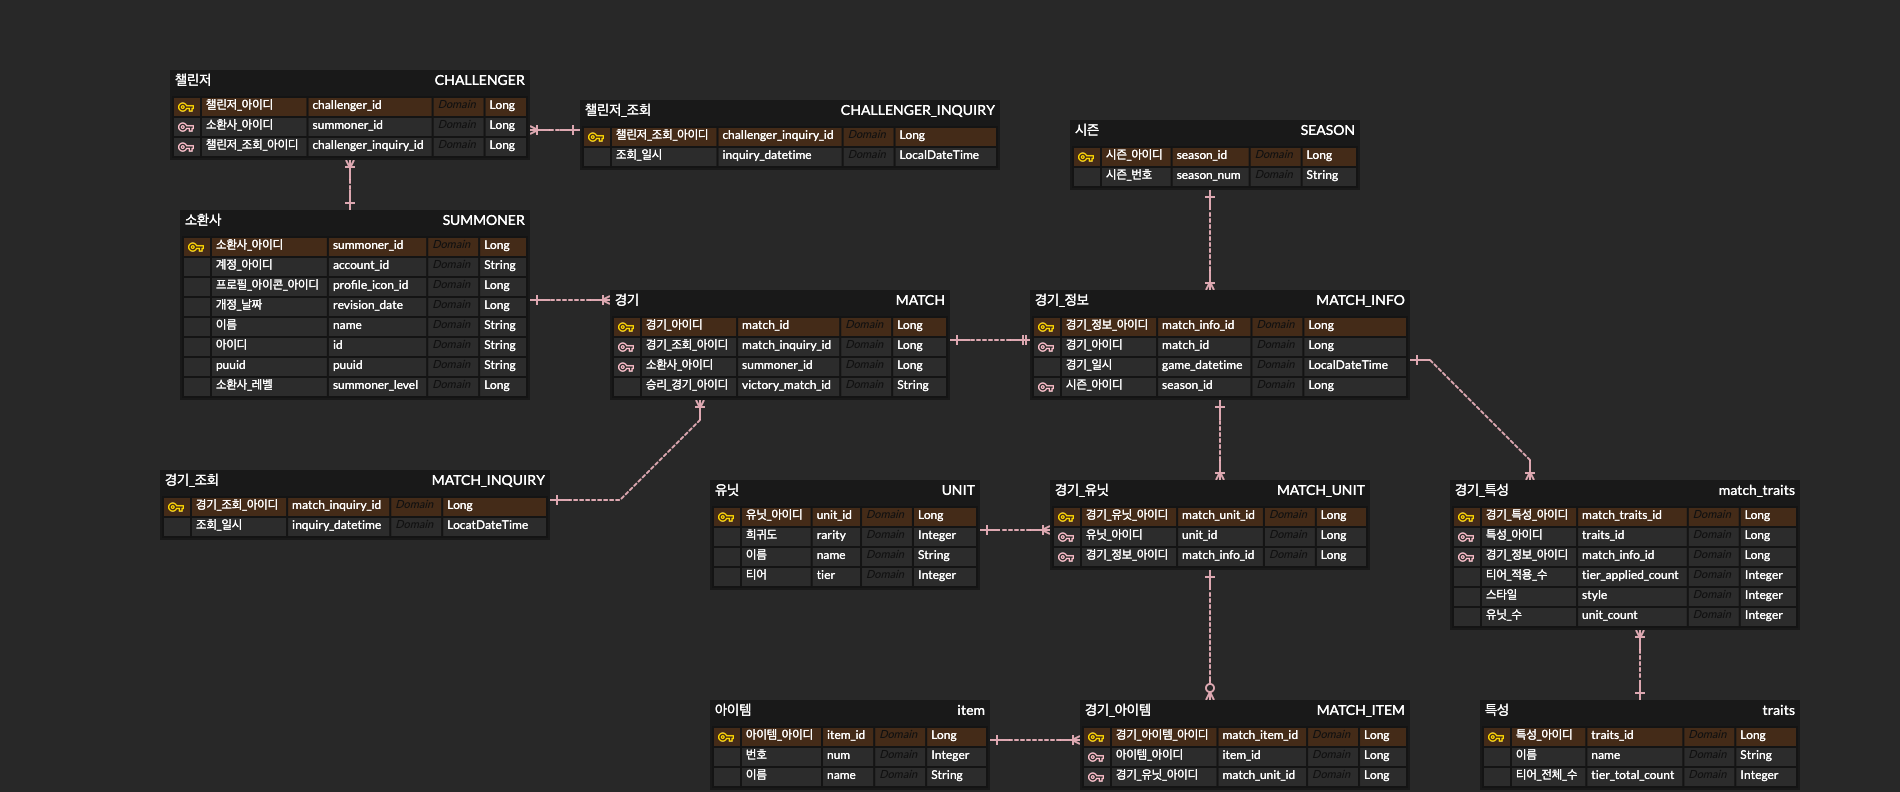 챌린저 CHALLENGER
챌린저_아이디 challenger_id Domain Long
소환사_아이디 summoner_id Domain Long
챌린저_조회_아이디 challenger_inquiry_id Domain Long
챌린저_조회 CHALLENGER_INQUIRY
챌린저_조회_아이디 challenger_inquiry_id Domain Long
조회_일시 inquiry_datetime Domain LocalDateTime
시즌 SEASON
시즌_아이디 season_id Domain Long
시즌_번호 season_num Domain String
소환사 SUMMONER
소환사_아이디 summoner_id Domain Long
계정_아이디 account_id Domain String
프로필_아이콘_아이디 profile_icon_id Domain Long
개정_날짜 revision_date Domain Long
이름 name Domain String
아이디 id Domain String
puuid puuid Domain String
소환사_레벨 summoner_level Domain Long
경기 MATCH
경기_아이디 match_id Domain Long
경기_조회_아이디 match_inquiry_id Domain Long
소환사_아이디 summoner_id Domain Long
승리_경기_아이디 victory_match_id Domain String
경기_정보 MATCH_INFO
경기_정보_아이디 match_info_id Domain Long
경기_아이디 match_id Domain Long
경기_일시 game_datetime Domain LocalDateTime
시즌_아이디 season_id Domain Long
경기_조회 MATCH_INQUIRY
경기_조회_아이디 match_inquiry_id Domain Long
조회_일시 inquiry_datetime Domain LocatDateTime
유닛 UNIT
유닛_아이디 unit_id Domain Long
희귀도 rarity Domain Integer
이름 name Domain String
티어 tier Domain Integer
경기_유닛 MATCH_UNIT
경기_유닛_아이디 match_unit_id Domain Long
유닛_아이디 unit_id Domain Long
경기_정보_아이디 match_info_id Domain Long
경기_특성 match_traits
경기_특성_아이디 match_traits_id Domain Long
특성_아이디 traits_id Domain Long
경기_정보_아이디 match_info_id Domain Long
티어_적용_수 tier_applied_count Domain Integer
스타일 style Domain Integer
유닛_수 unit_count Domain Integer
아이템 item
아이템_아이디 item_id Domain Long
번호 num Domain Integer
이름 name Domain String
경기_아이템 MATCH_ITEM
경기_아이템_아이디 match_item_id Domain Long
아이템_아이디 item_id Domain Long
경기_유닛_아이디 match_unit_id Domain Long
특성 traits
특성_아이디 traits_id Domain Long
이름 name Domain String
티어_전체_수 tier_total_count Domain Integer